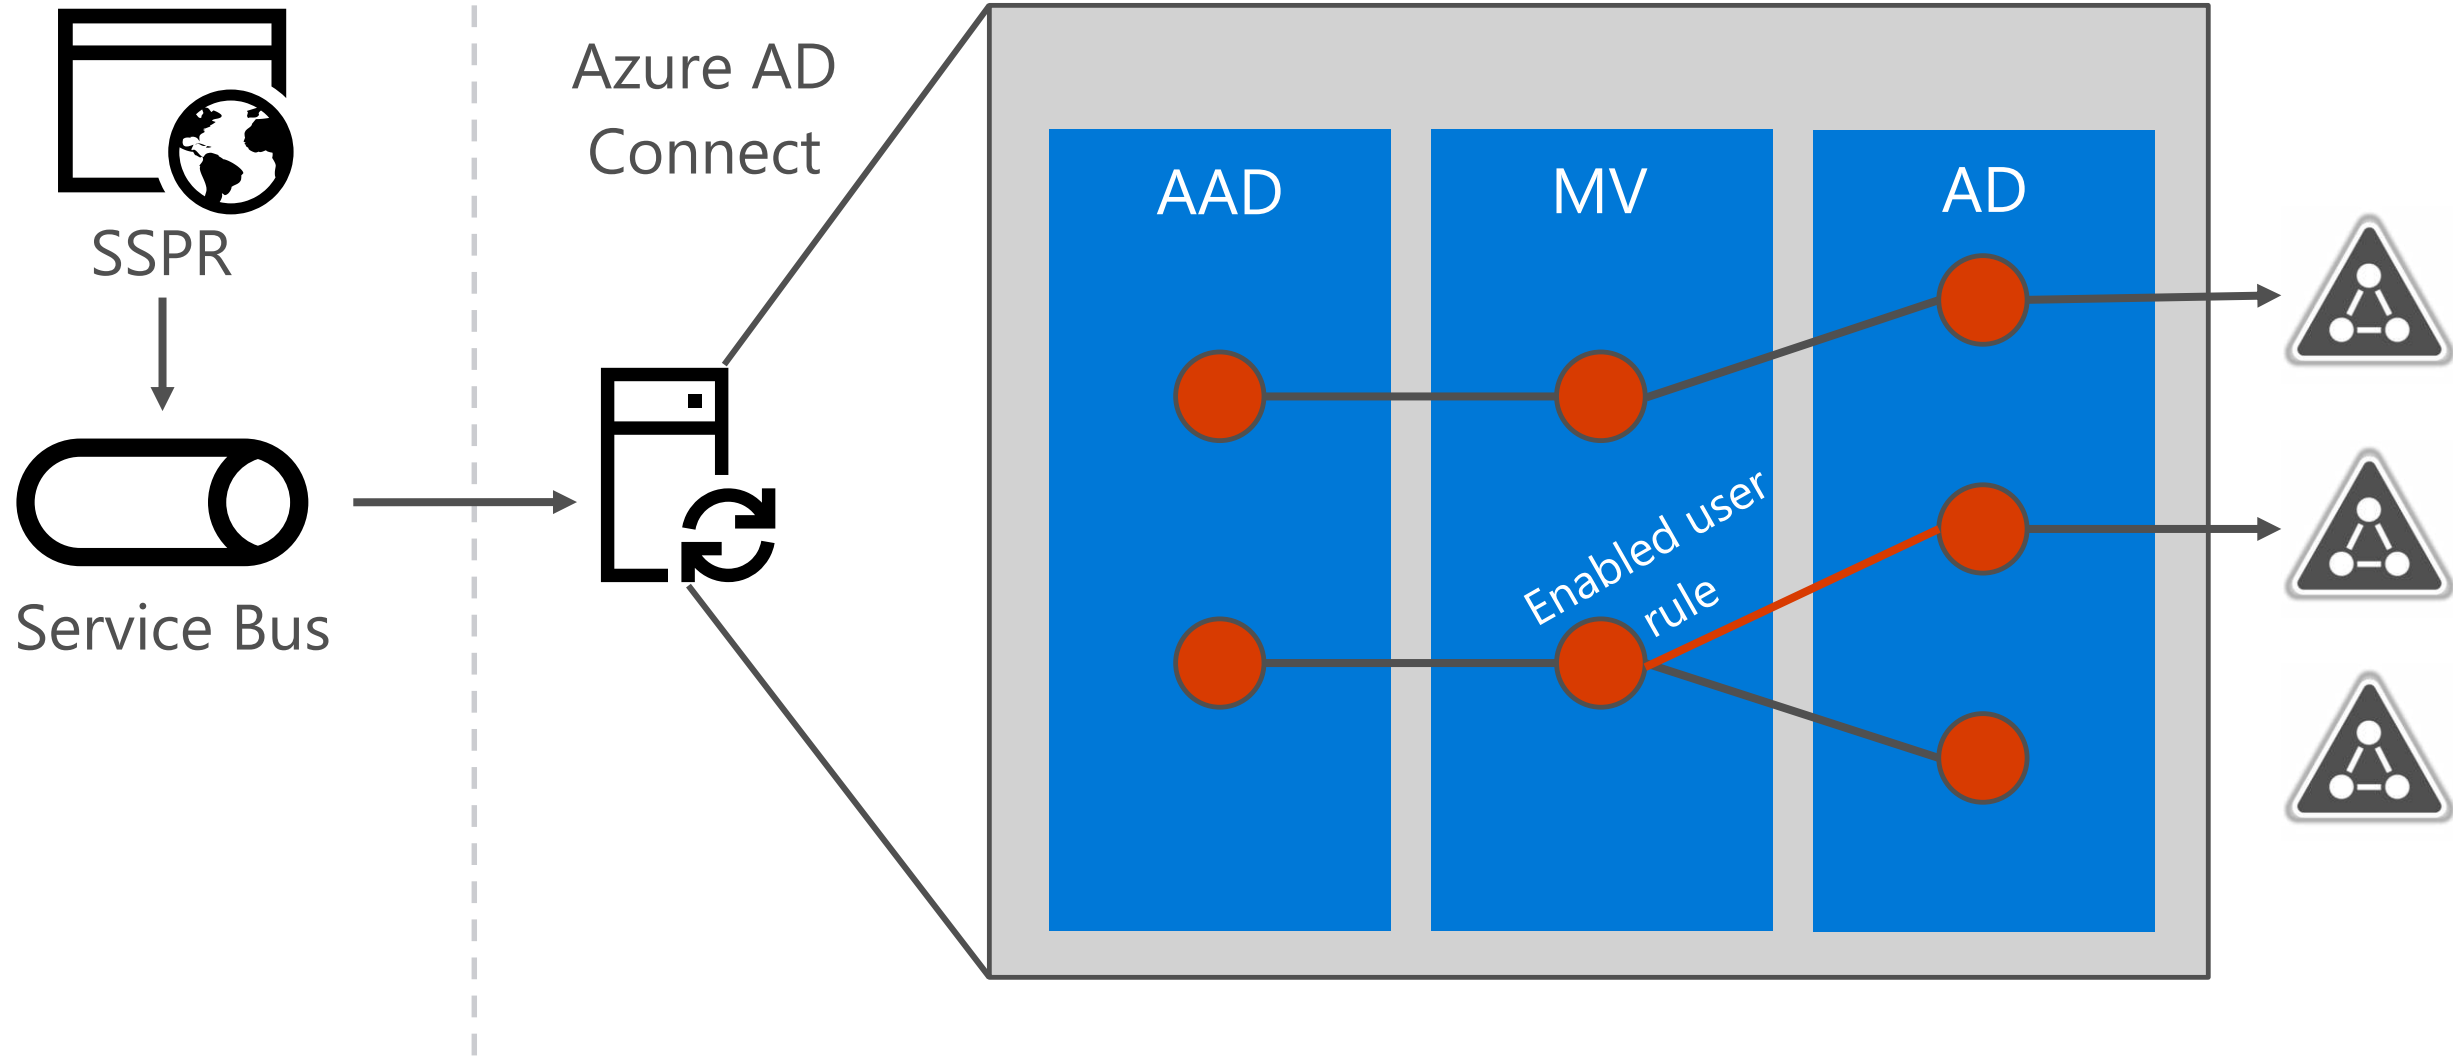 SSPR
Service Bus
Azure AD
Connect
AAD
MV
AD
Enabled user
rule